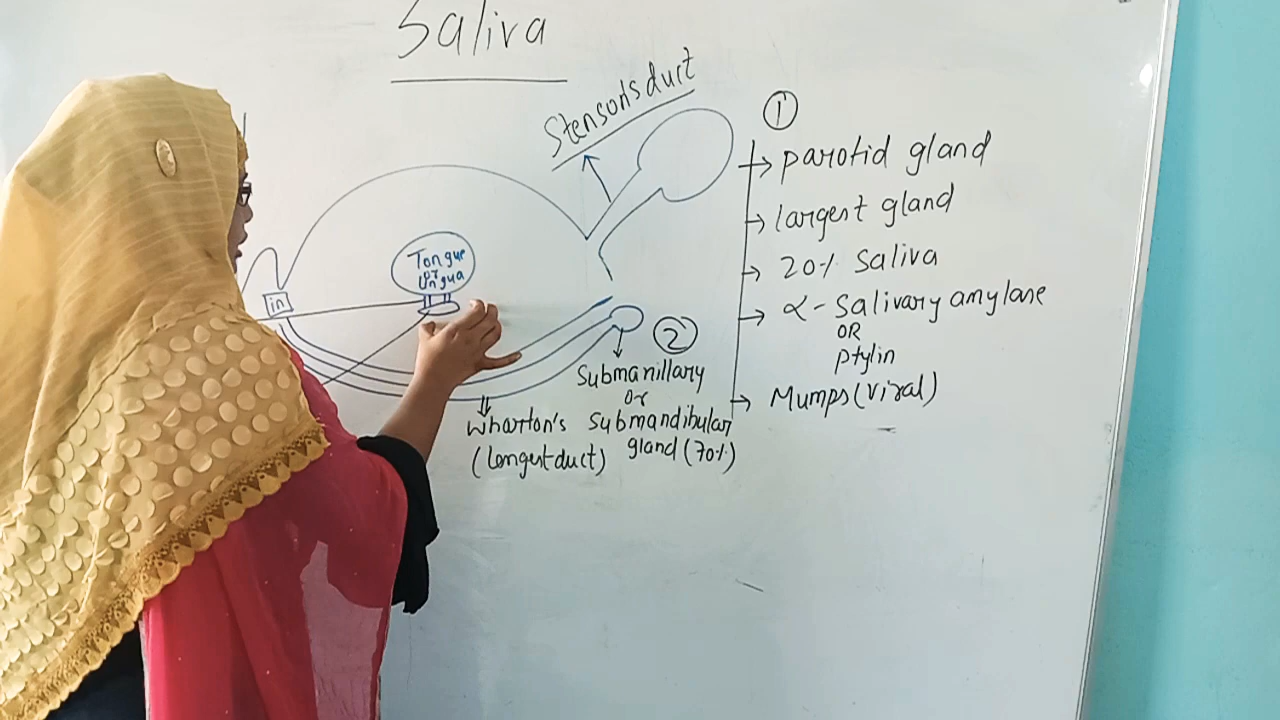 Saliva
Stenson's duct
1
parotid gland
largest gland
20% Saliva
α-Salivary amylase
OR
ptylin
Mumps (Viral)
Tongue
or
Lingua
in
2
Submaxillary
or
Submandibular
gland (70%)
Wharton's
(Longest duct)